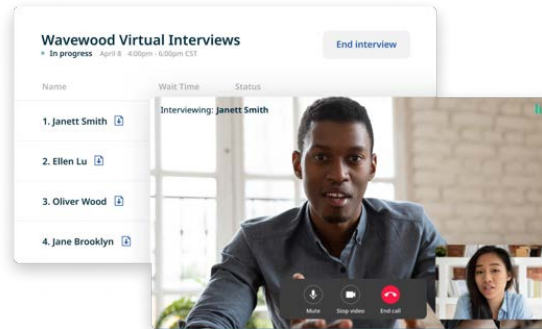 Wavewood Virtual Interviews
In progress April 8 4:00pm - 6:00pm CST
End interview
Name Wait Time Status
Interviewing: Janett Smith
1. Janett Smith
2. Ellen Lu
3. Oliver Wood
4. Jane Brooklyn
Mute Stop video End call